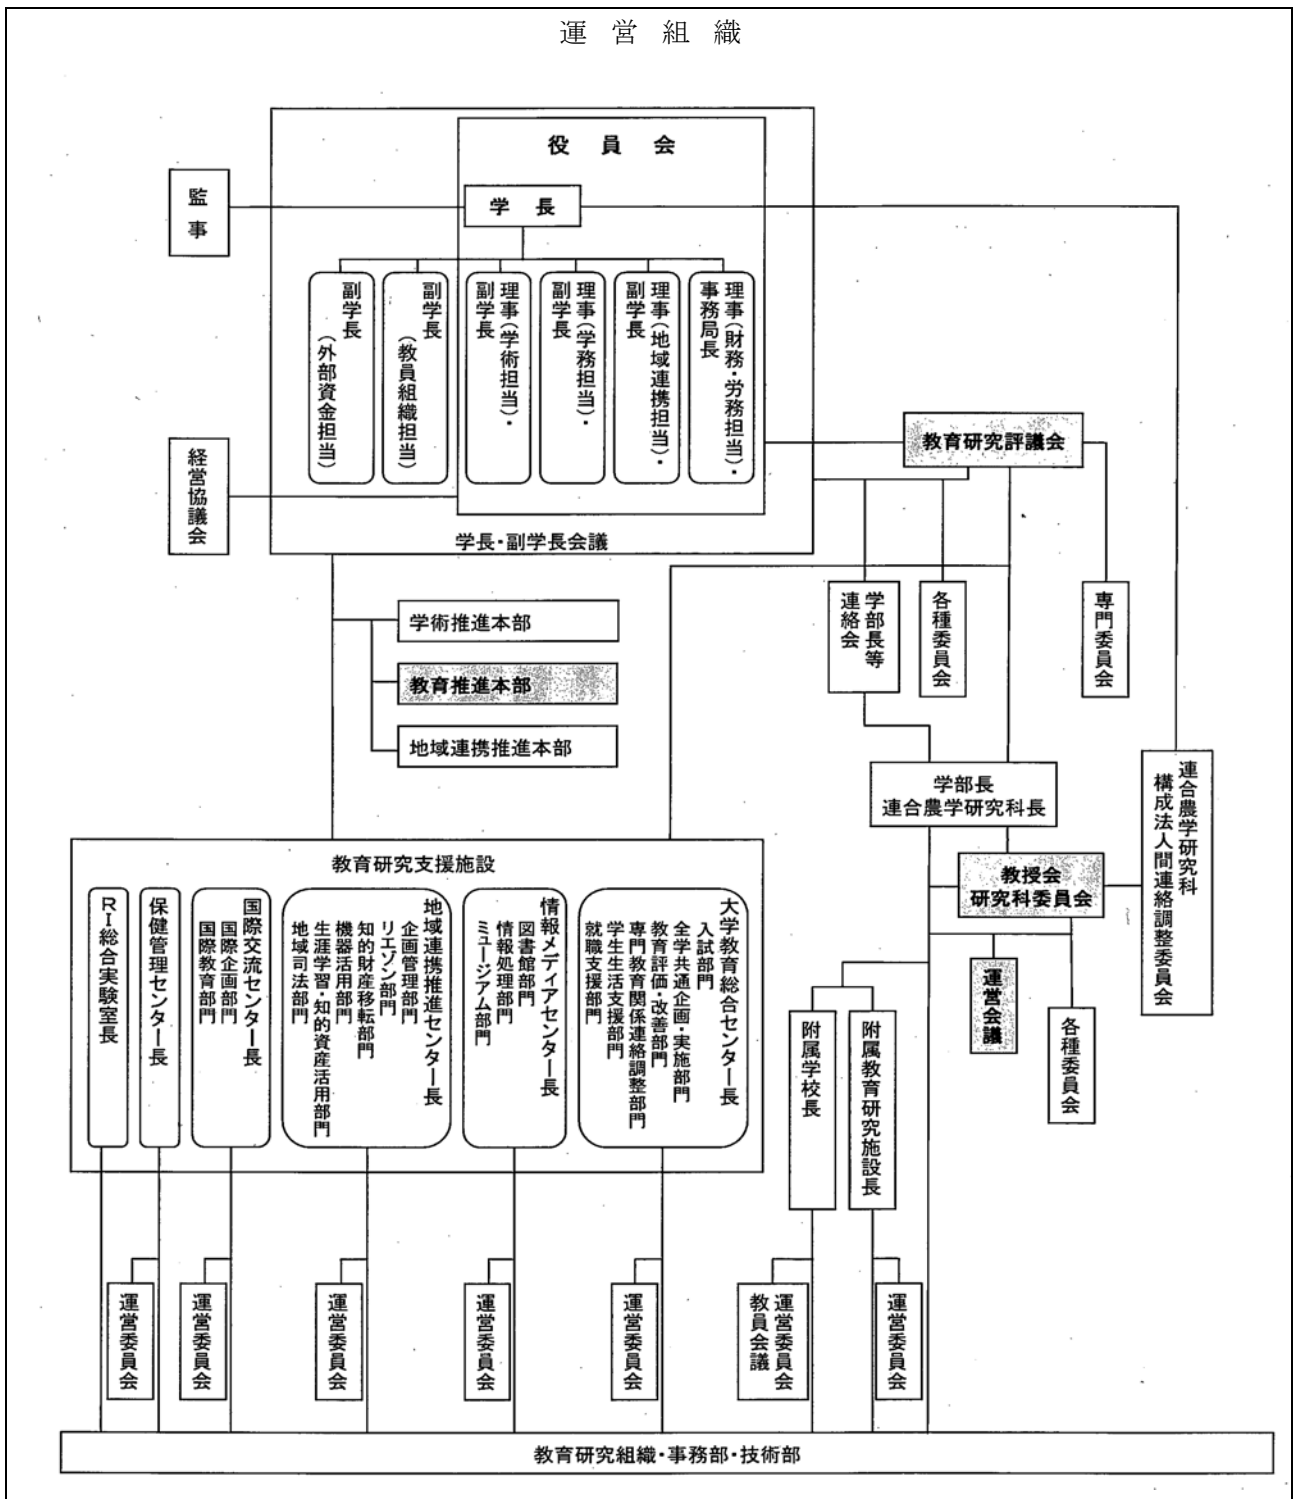 運営組織
役員会
監事
学長
副学長
（外部資金担当）
副学長
（教員組織担当）
理事（学術担当）・
副学長
理事（学務担当）・
副学長
理事（地域連携担当）・
副学長
理事（財務・労務担当）・
事務局長
教育研究評議会
経営協議会
学長・副学長会議
学部長等
連絡会
各種委員会
専門委員会
学術推進本部
教育推進本部
地域連携推進本部
学部長
連合農学研究科長
連合農学研究科
構成法人間連絡調整委員会
教授会
研究科委員会
運営会議
各種委員会
教育研究支援施設
RI総合実験室長
保健管理センター長
国際交流センター長
国際企画部門
国際教育部門
地域連携推進センター長
企画管理部門
リエゾン部門
知的財産移転部門
機器活用部門
生涯学習・知的資産活用部門
地域司法部門
情報メディアセンター長
図書館部門
情報処理部門
ミュージアム部門
大学教育総合センター長
入試部門
全学共通企画・実施部門
教育評価・改善部門
専門教育関係連絡調整部門
学生生活支援部門
就職支援部門
附属学校長
附属教育研究施設長
運営委員会
運営委員会
運営委員会
運営委員会
運営委員会
運営委員会
教員会議
運営委員会
教育研究組織・事務部・技術部